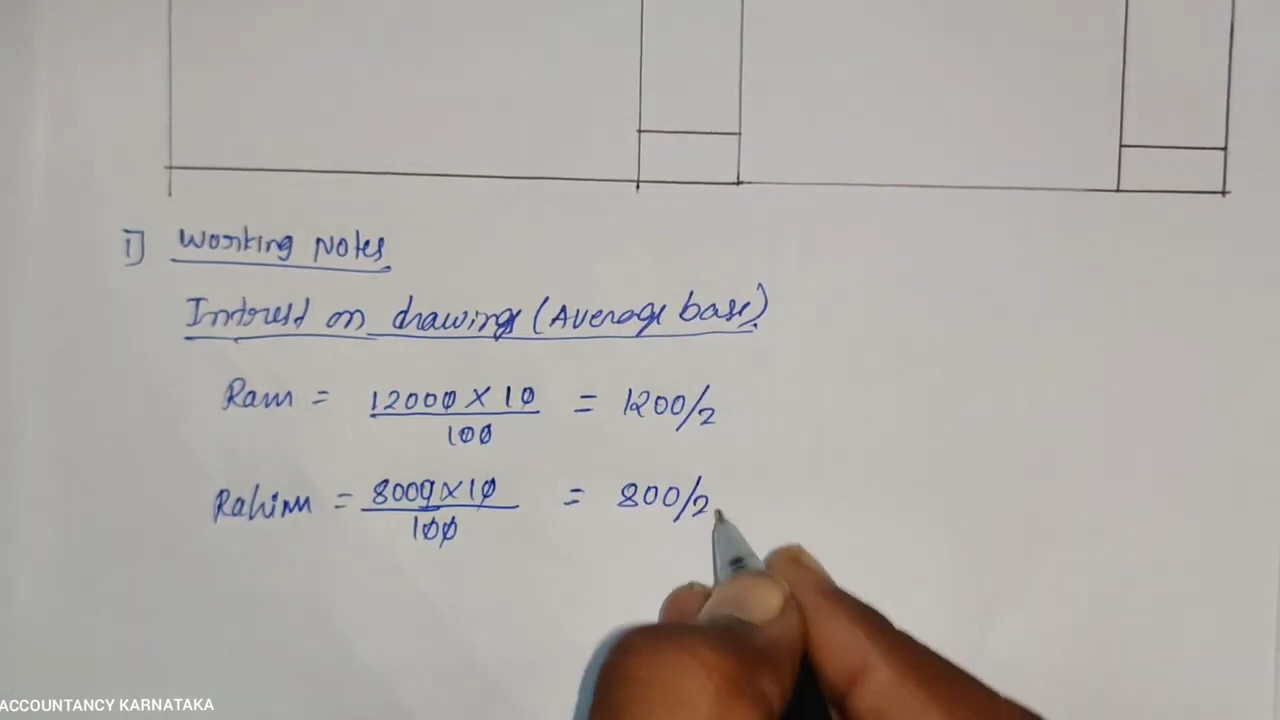 1] Working Notes
Interest on drawings (Average base)
Ram = 12000 X 10 = 1200/2
100
Rahim = 8000 X 10 = 800/2
100
ACCOUNTANCY KARNATAKA